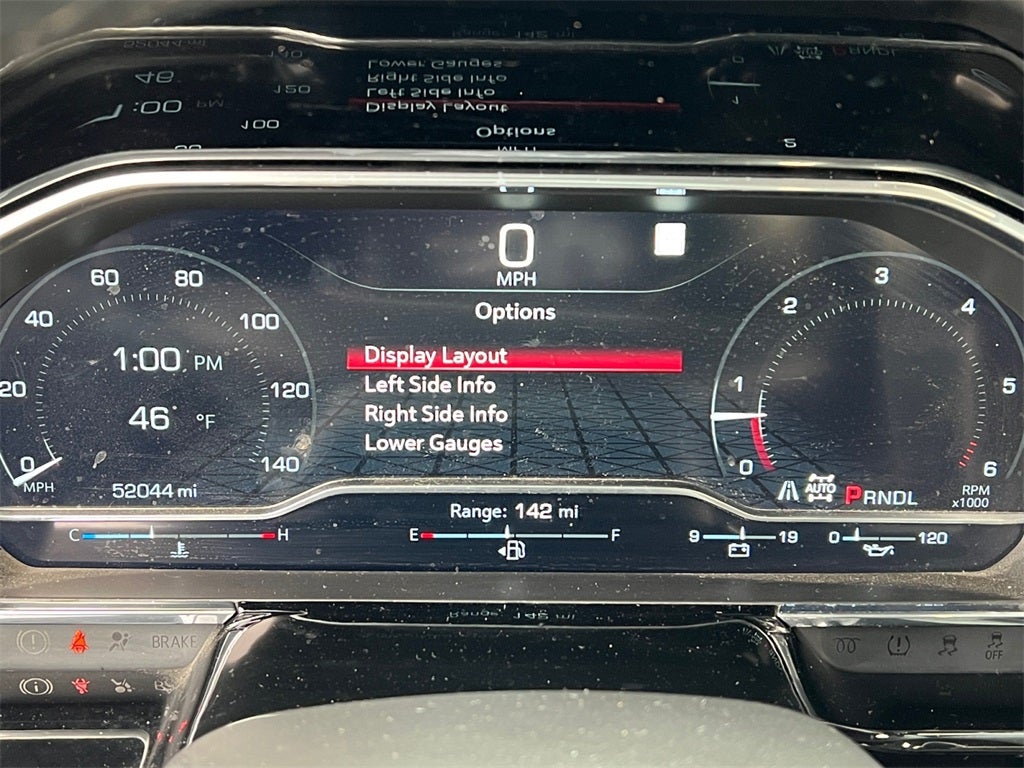 0
MPH
Options
Display Layout
Left Side Info
Right Side Info
Lower Gauges
0
20
40
60
80
100
120
140
MPH
1:00 PM
46° °F
52044 mi
0
1
2
3
4
5
6
RPM
x1000
AUTO
PRNDL
Range: 142 mi
C H
E F
9 19
0 120
BRAKE
OFF